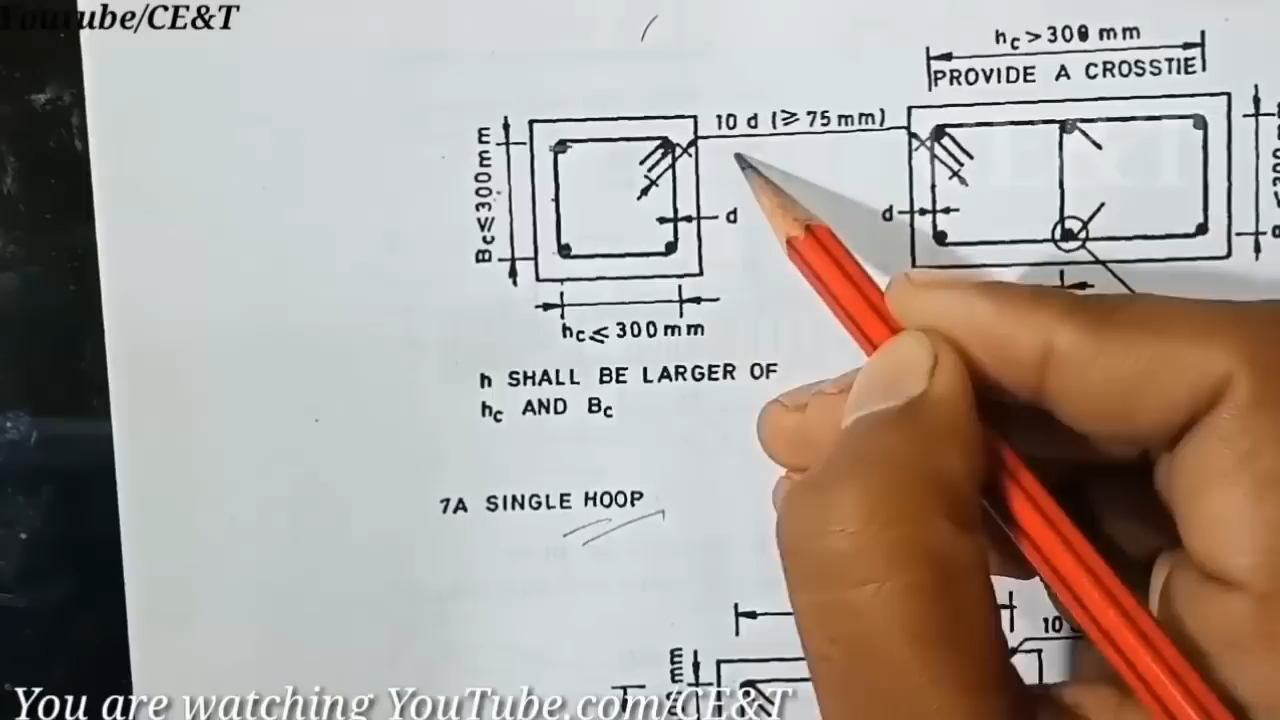 Youtube/CE&T
hc > 300 mm
PROVIDE A CROSSTIE
10 d (≥ 75 mm)
Bc ≤ 300 mm
d
d
hc ≤ 300 mm
h SHALL BE LARGER OF
hc AND Bc
7A SINGLE HOOP
10
mm
You are watching YouTube.com/CE&T